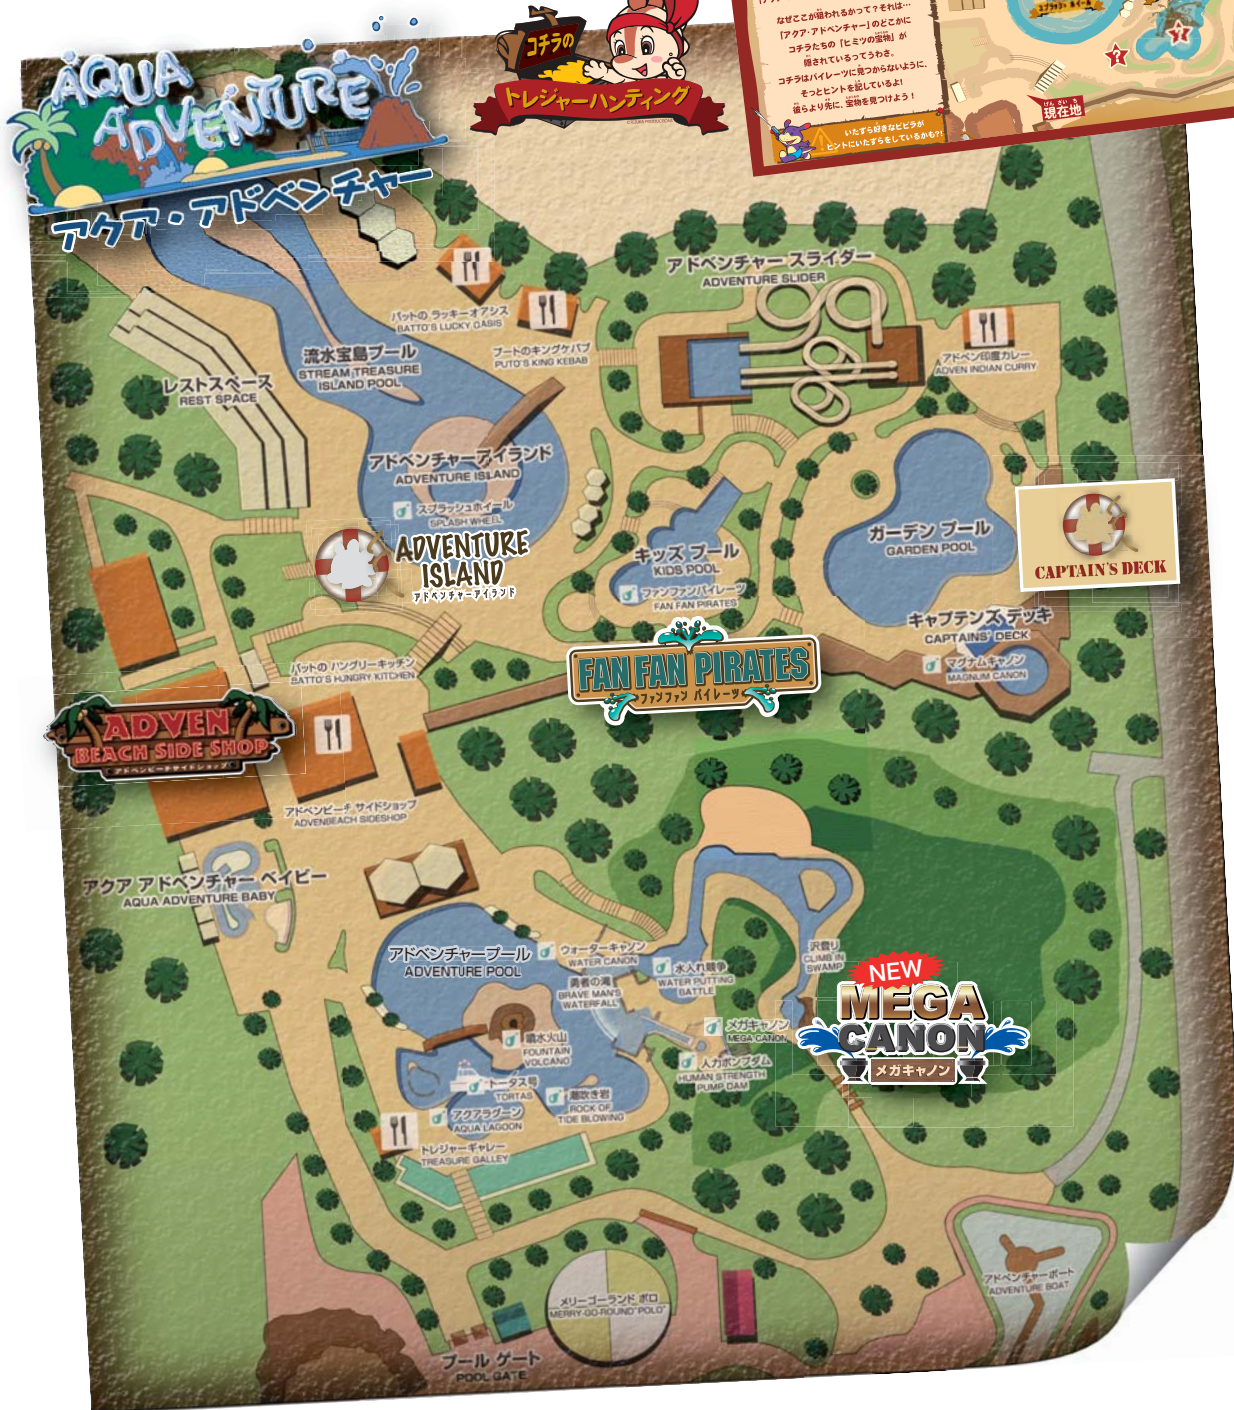 AQUA
ADVENTURE
アクア・アドベンチャー
コチラの
トレジャーハンティング
なぜここが狙われるかって？それは…
「アクア・アドベンチャー」のどこかに
コチラたちの「ヒミツの宝物」が
隠されているってうわさ。
コチラはパイレーツに見つからないように、
そっとヒントを記しているよ！
彼らより先に、宝物を見つけよう！
いたずら好きなビビラが
ヒントにいたずらをしているかも?!
スプラッシュ ホイール
げんざいち
現在地
アドベンチャー スライダー
ADVENTURE SLIDER
バットの ラッキーオアシス
BATTO'S LUCKY OASIS
プートのキングケバブ
PUTO'S KING KEBAB
アドベン印度カレー
ADVEN INDIAN CURRY
流水宝島プール
STREAM TREASURE
ISLAND POOL
レストスペース
REST SPACE
アドベンチャーアイランド
ADVENTURE ISLAND
スプラッシュホイール
SPLASH WHEEL
ADVENTURE
ISLAND
アドベンチャーアイランド
キッズ プール
KIDS POOL
ファンファンパイレーツ
FAN FAN PIRATES
ガーデン プール
GARDEN POOL
CAPTAIN'S DECK
キャプテンズ デッキ
CAPTAINS' DECK
マグナムキャノン
MAGNUM CANON
FAN FAN PIRATES
ファンファン パイレーツ
バットの ハングリーキッチン
BATTO'S HUNGRY KITCHEN
ADVEN
BEACH SIDE SHOP
アドベンビーチサイドショップ
アドベンビーチ サイドショップ
ADVENBEACH SIDESHOP
アクア アドベンチャー ベイビー
AQUA ADVENTURE BABY
アドベンチャープール
ADVENTURE POOL
ウォーターキャノン
WATER CANON
勇者の滝
BRAVE MAN'S
WATERFALL
水入れ競争
WATER PUTTING
BATTLE
沢登り
CLIMB IN
SWAMP
NEW
MEGA
CANON
メガキャノン
メガキャノン
MEGA CANON
人力ポンプダム
HUMAN STRENGTH
PUMP DAM
噴水火山
FOUNTAIN
VOLCANO
トータス号
TORTAS
潮吹き岩
ROCK OF
TIDE BLOWING
アクアラグーン
AQUA LAGOON
トレジャーギャレー
TREASURE GALLEY
メリーゴーランド ポロ
MERRY-GO-ROUND "POLO"
アドベンチャーボート
ADVENTURE BOAT
プール ゲート
POOL GATE